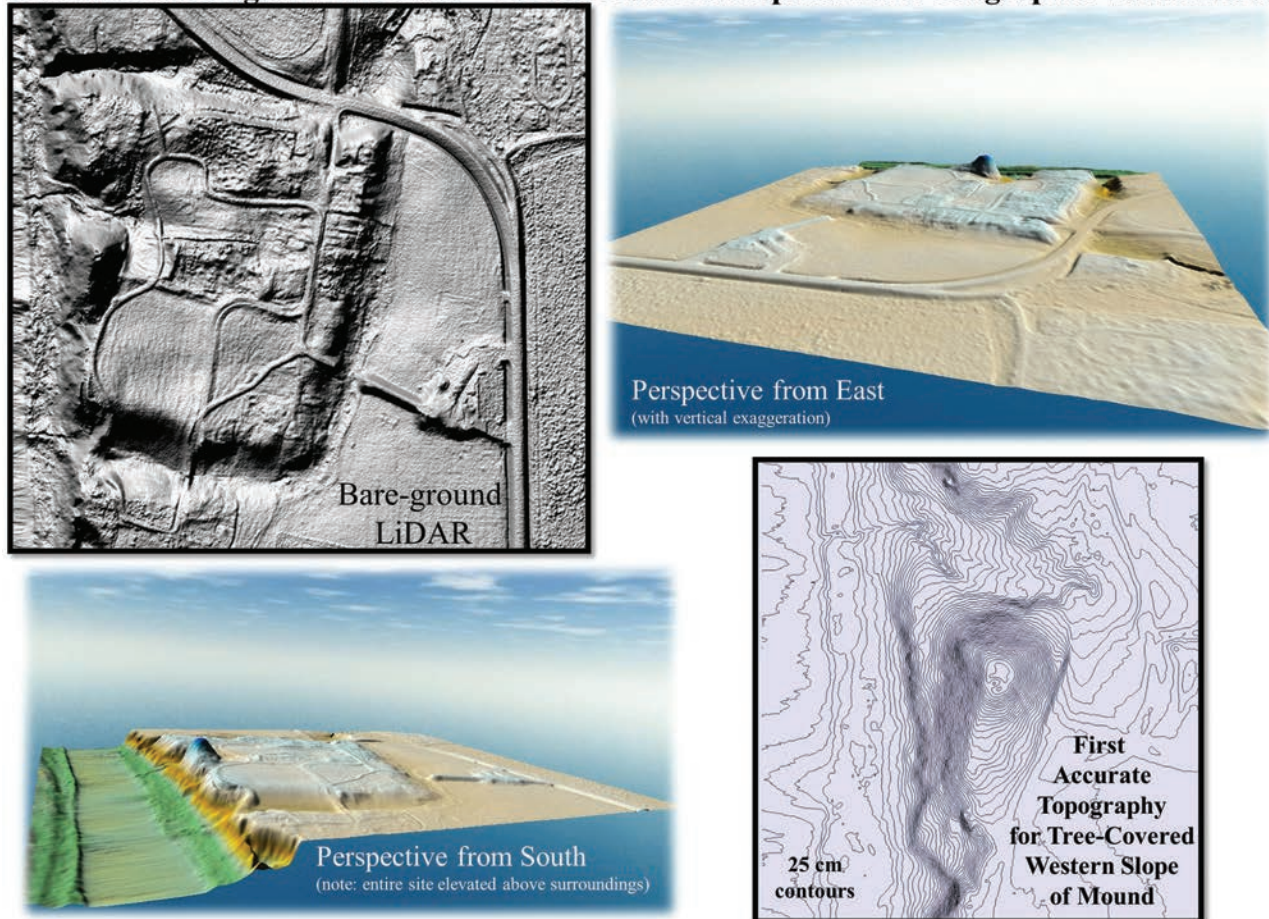 Bare-ground
LiDAR
Perspective from East
(with vertical exaggeration)
Perspective from South
(note: entire site elevated above surroundings)
First
Accurate
Topography
for Tree-Covered
Western Slope
of Mound
25 cm
contours